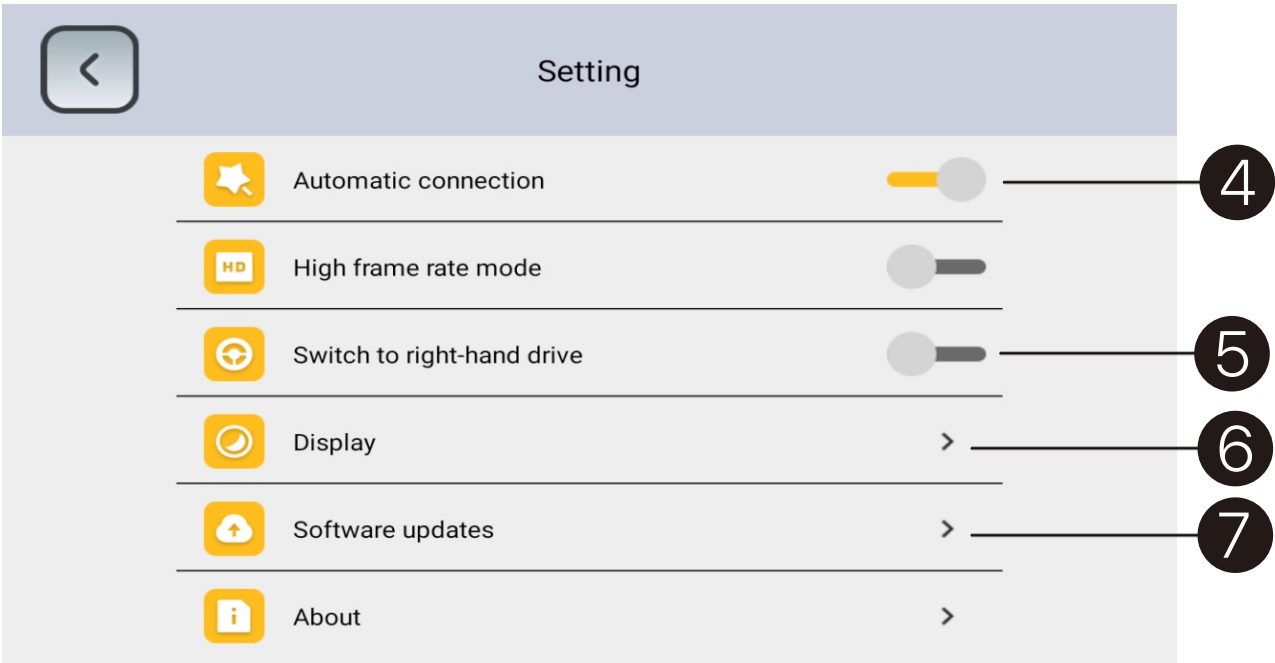 Setting
Automatic connection
4
HD
High frame rate mode
Switch to right-hand drive
5
Display
6
Software updates
7
i
About